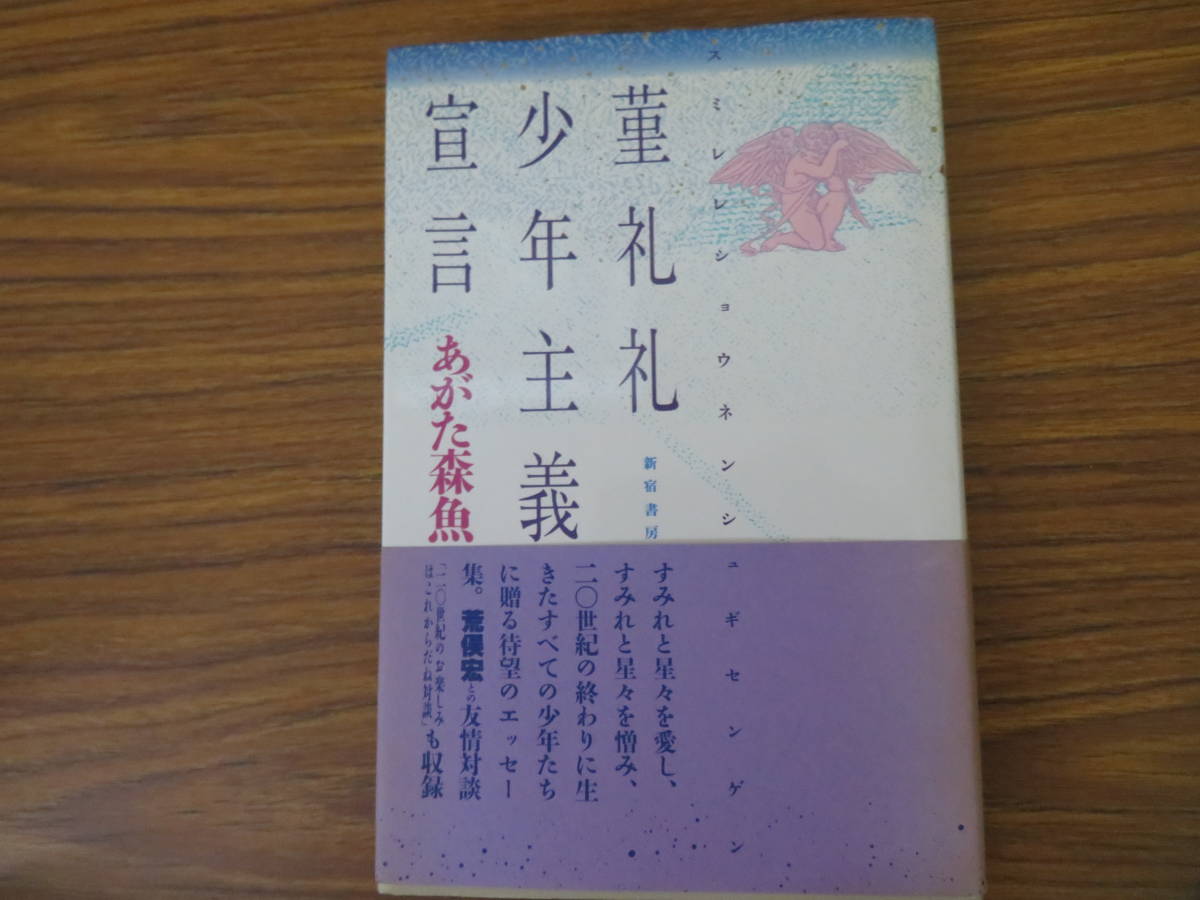 スミレレショウネンシュギセンゲン
菫礼礼
少年主義
宣言
あがた森魚
新宿書房
すみれと星々を愛し、
すみれと星々を憎み、
二〇世紀の終わりに生
きたすべての少年たち
に贈る待望のエッセー
集。荒俣宏との友情対談
「二〇世紀のお楽しみ
はこれからだね対談」も収録